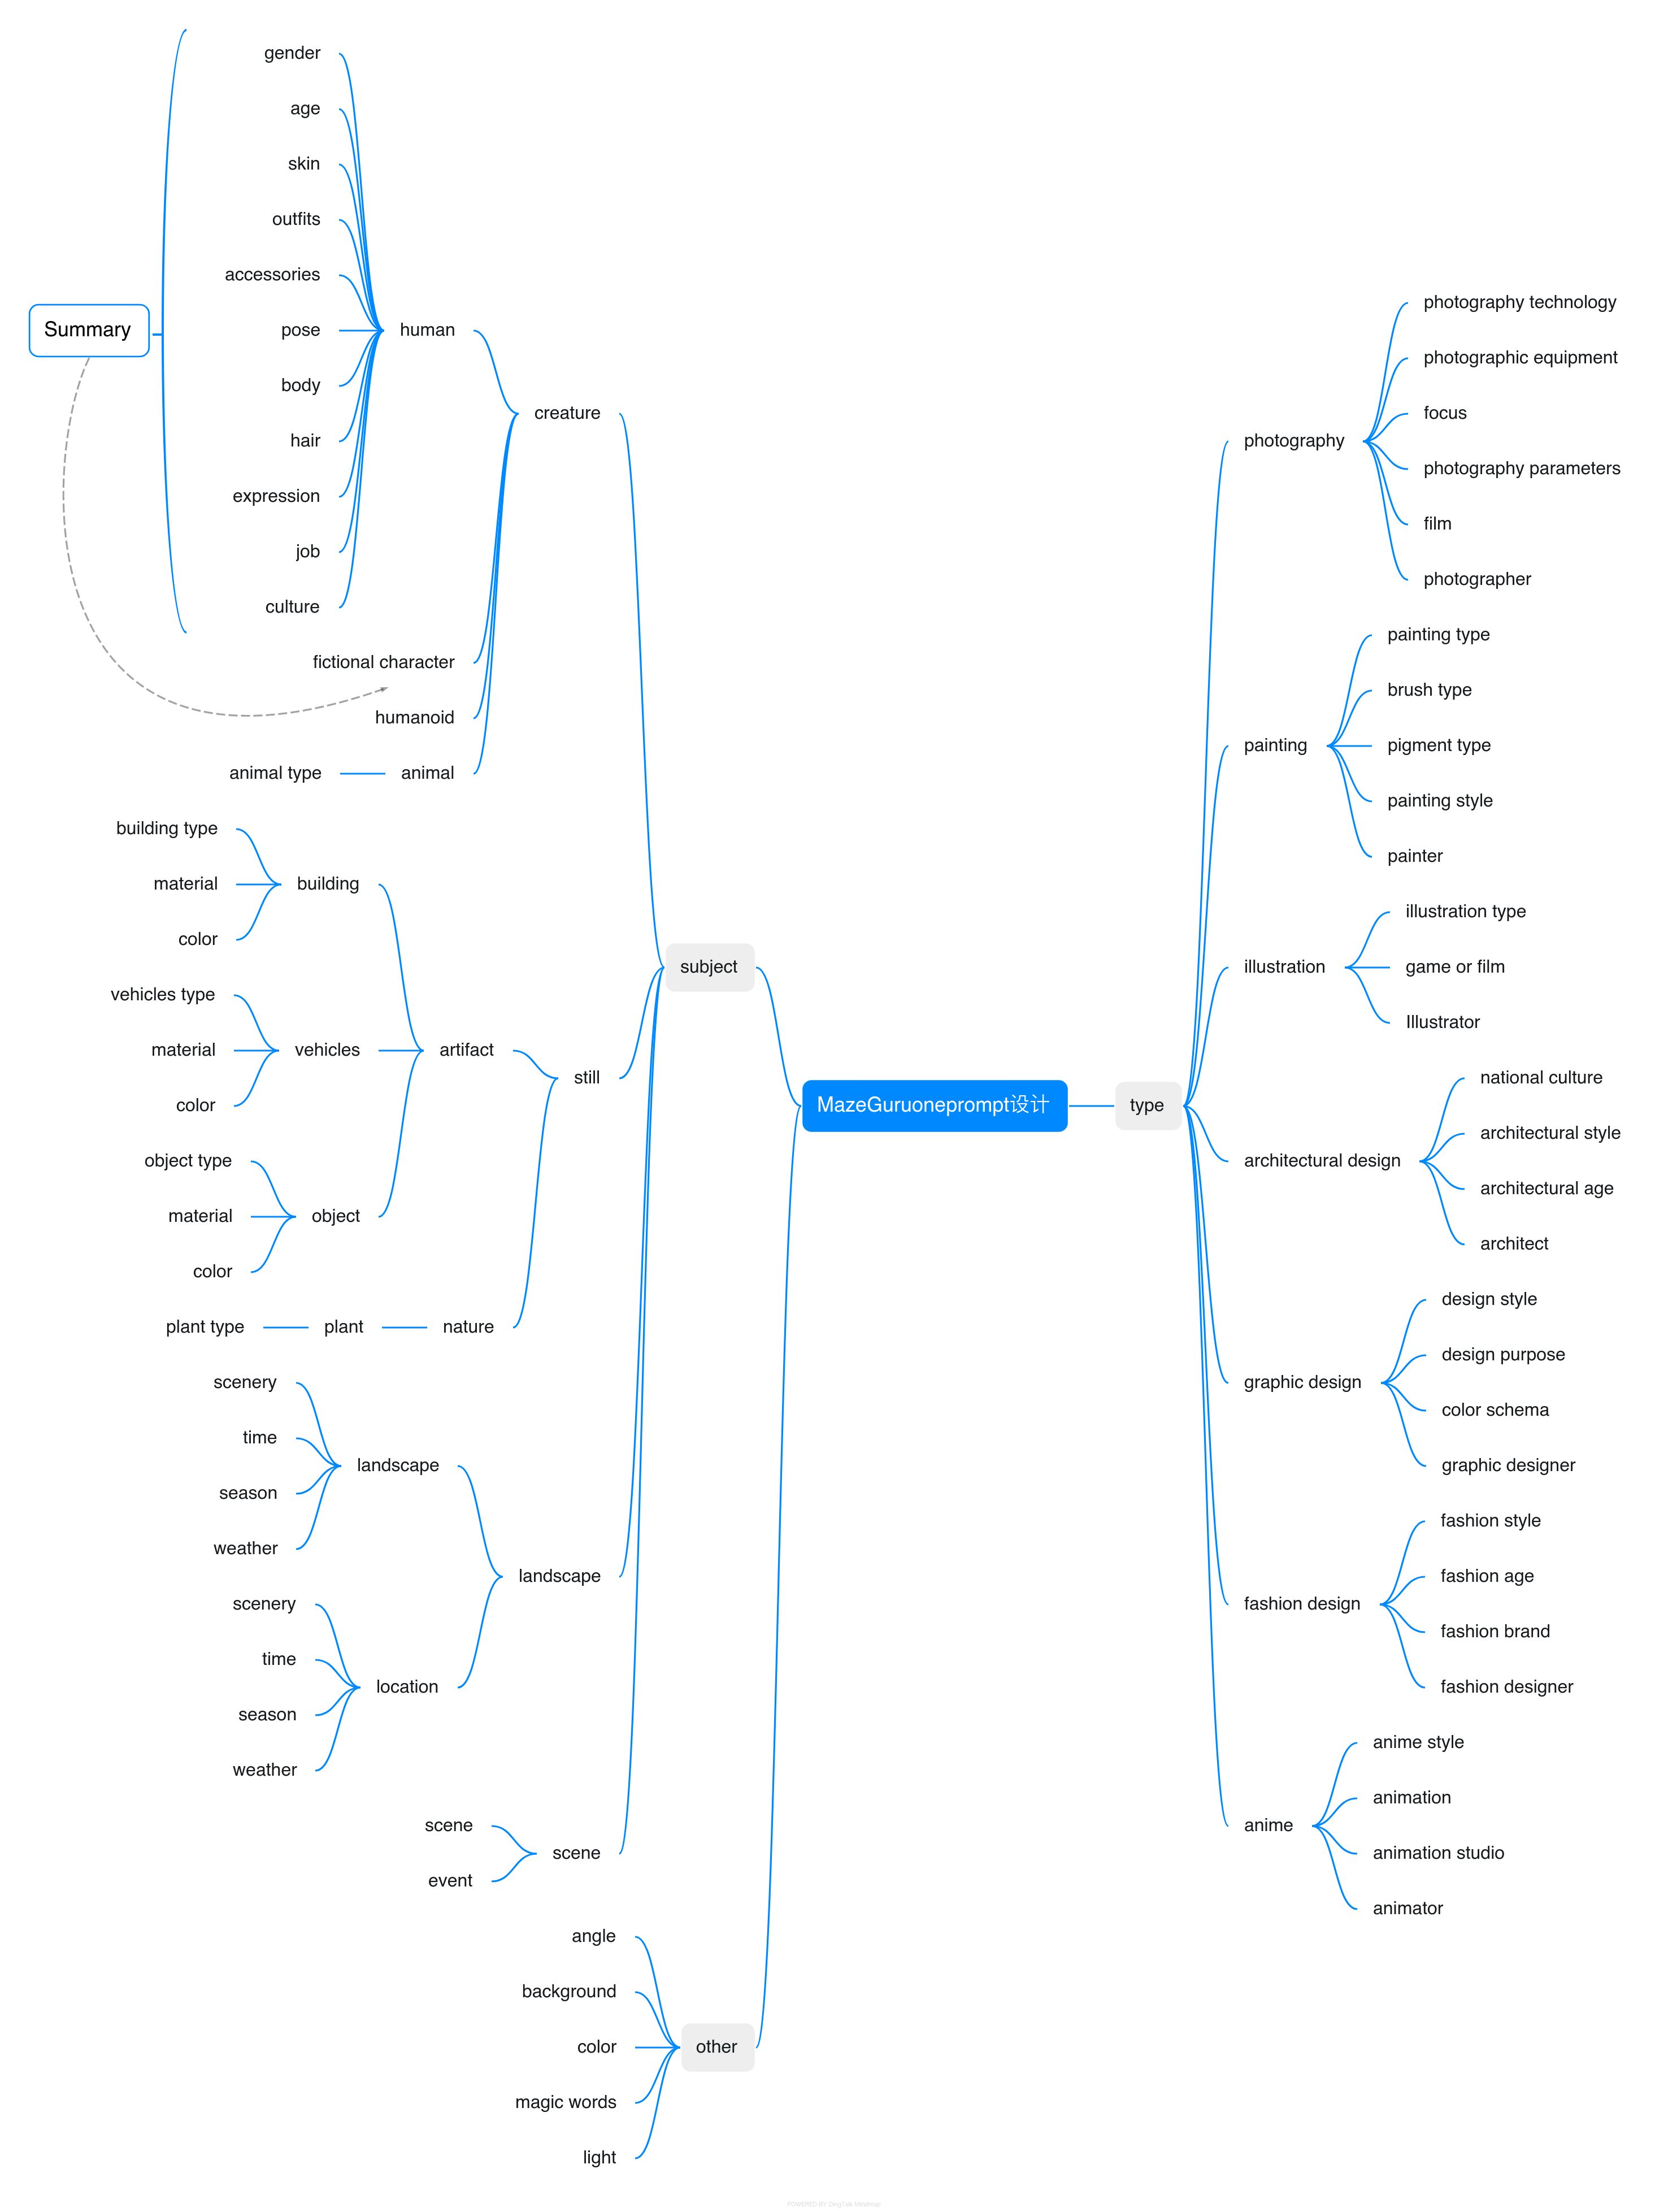 MazeGuruoneprompt设计
type
photography
photography technology
photographic equipment
focus
photography parameters
film
photographer
painting
painting type
brush type
pigment type
painting style
painter
illustration
illustration type
game or film
Illustrator
architectural design
national culture
architectural style
architectural age
architect
graphic design
design style
design purpose
color schema
graphic designer
fashion design
fashion style
fashion age
fashion brand
fashion designer
anime
anime style
animation
animation studio
animator
subject
creature
human
gender
age
skin
outfits
accessories
pose
body
hair
expression
job
culture
Summary
fictional character
humanoid
animal
animal type
still
artifact
building
building type
material
color
vehicles
vehicles type
material
color
object
object type
material
color
nature
plant
plant type
landscape
landscape
scenery
time
season
weather
location
scenery
time
season
weather
scene
scene
event
other
angle
background
color
magic words
light
POWERED BY DingTalk Mindmap